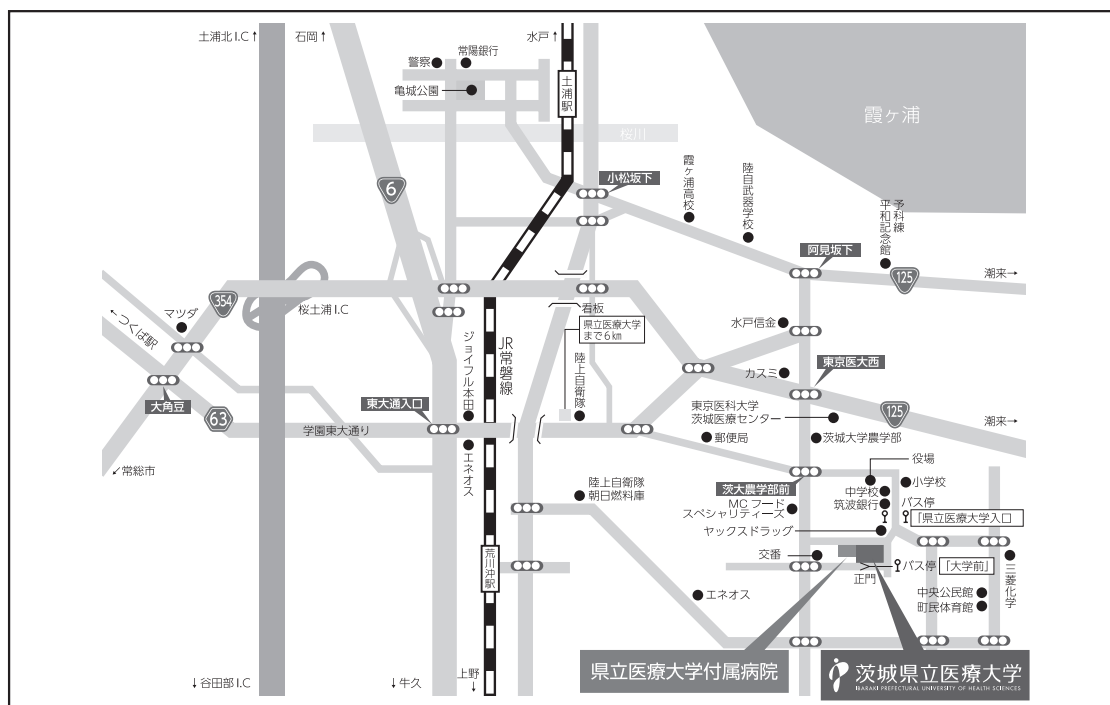 土浦北I.C↑
石岡↑
水戸↑
警察
常陽銀行
亀城公園
土浦駅
桜川
霞ヶ浦
6
小松坂下
霞ヶ浦高校
陸自武器学校
予科練
平和記念館
阿見坂下
125
潮来→
354
桜土浦I.C
マツダ
←つくば駅
看板
県立医療大学
まで6km
水戸信金
JR常磐線
ジョイフル本田
陸上自衛隊
カスミ
東京医大西
大角豆
63
東大通入口
学園東大通り
東京医科大学
茨城医療センター
125
潮来→
郵便局
茨城大学農学部
↙常総市
エネオス
役場
茨大農学部前
小学校
中学校
陸上自衛隊
朝日燃料庫
MCフード
スペシャリティーズ
筑波銀行
バス停
「県立医療大学入口
ヤックスドラッグ
荒川沖駅
交番
正門
バス停
「大学前」
三菱化学
エネオス
中央公民館
町民体育館
県立医療大学付属病院
茨城県立医療大学
IBARAKI PREFECTURAL UNIVERSITY OF HEALTH SCIENCES
↓谷田部I.C
↓牛久
上野
↓